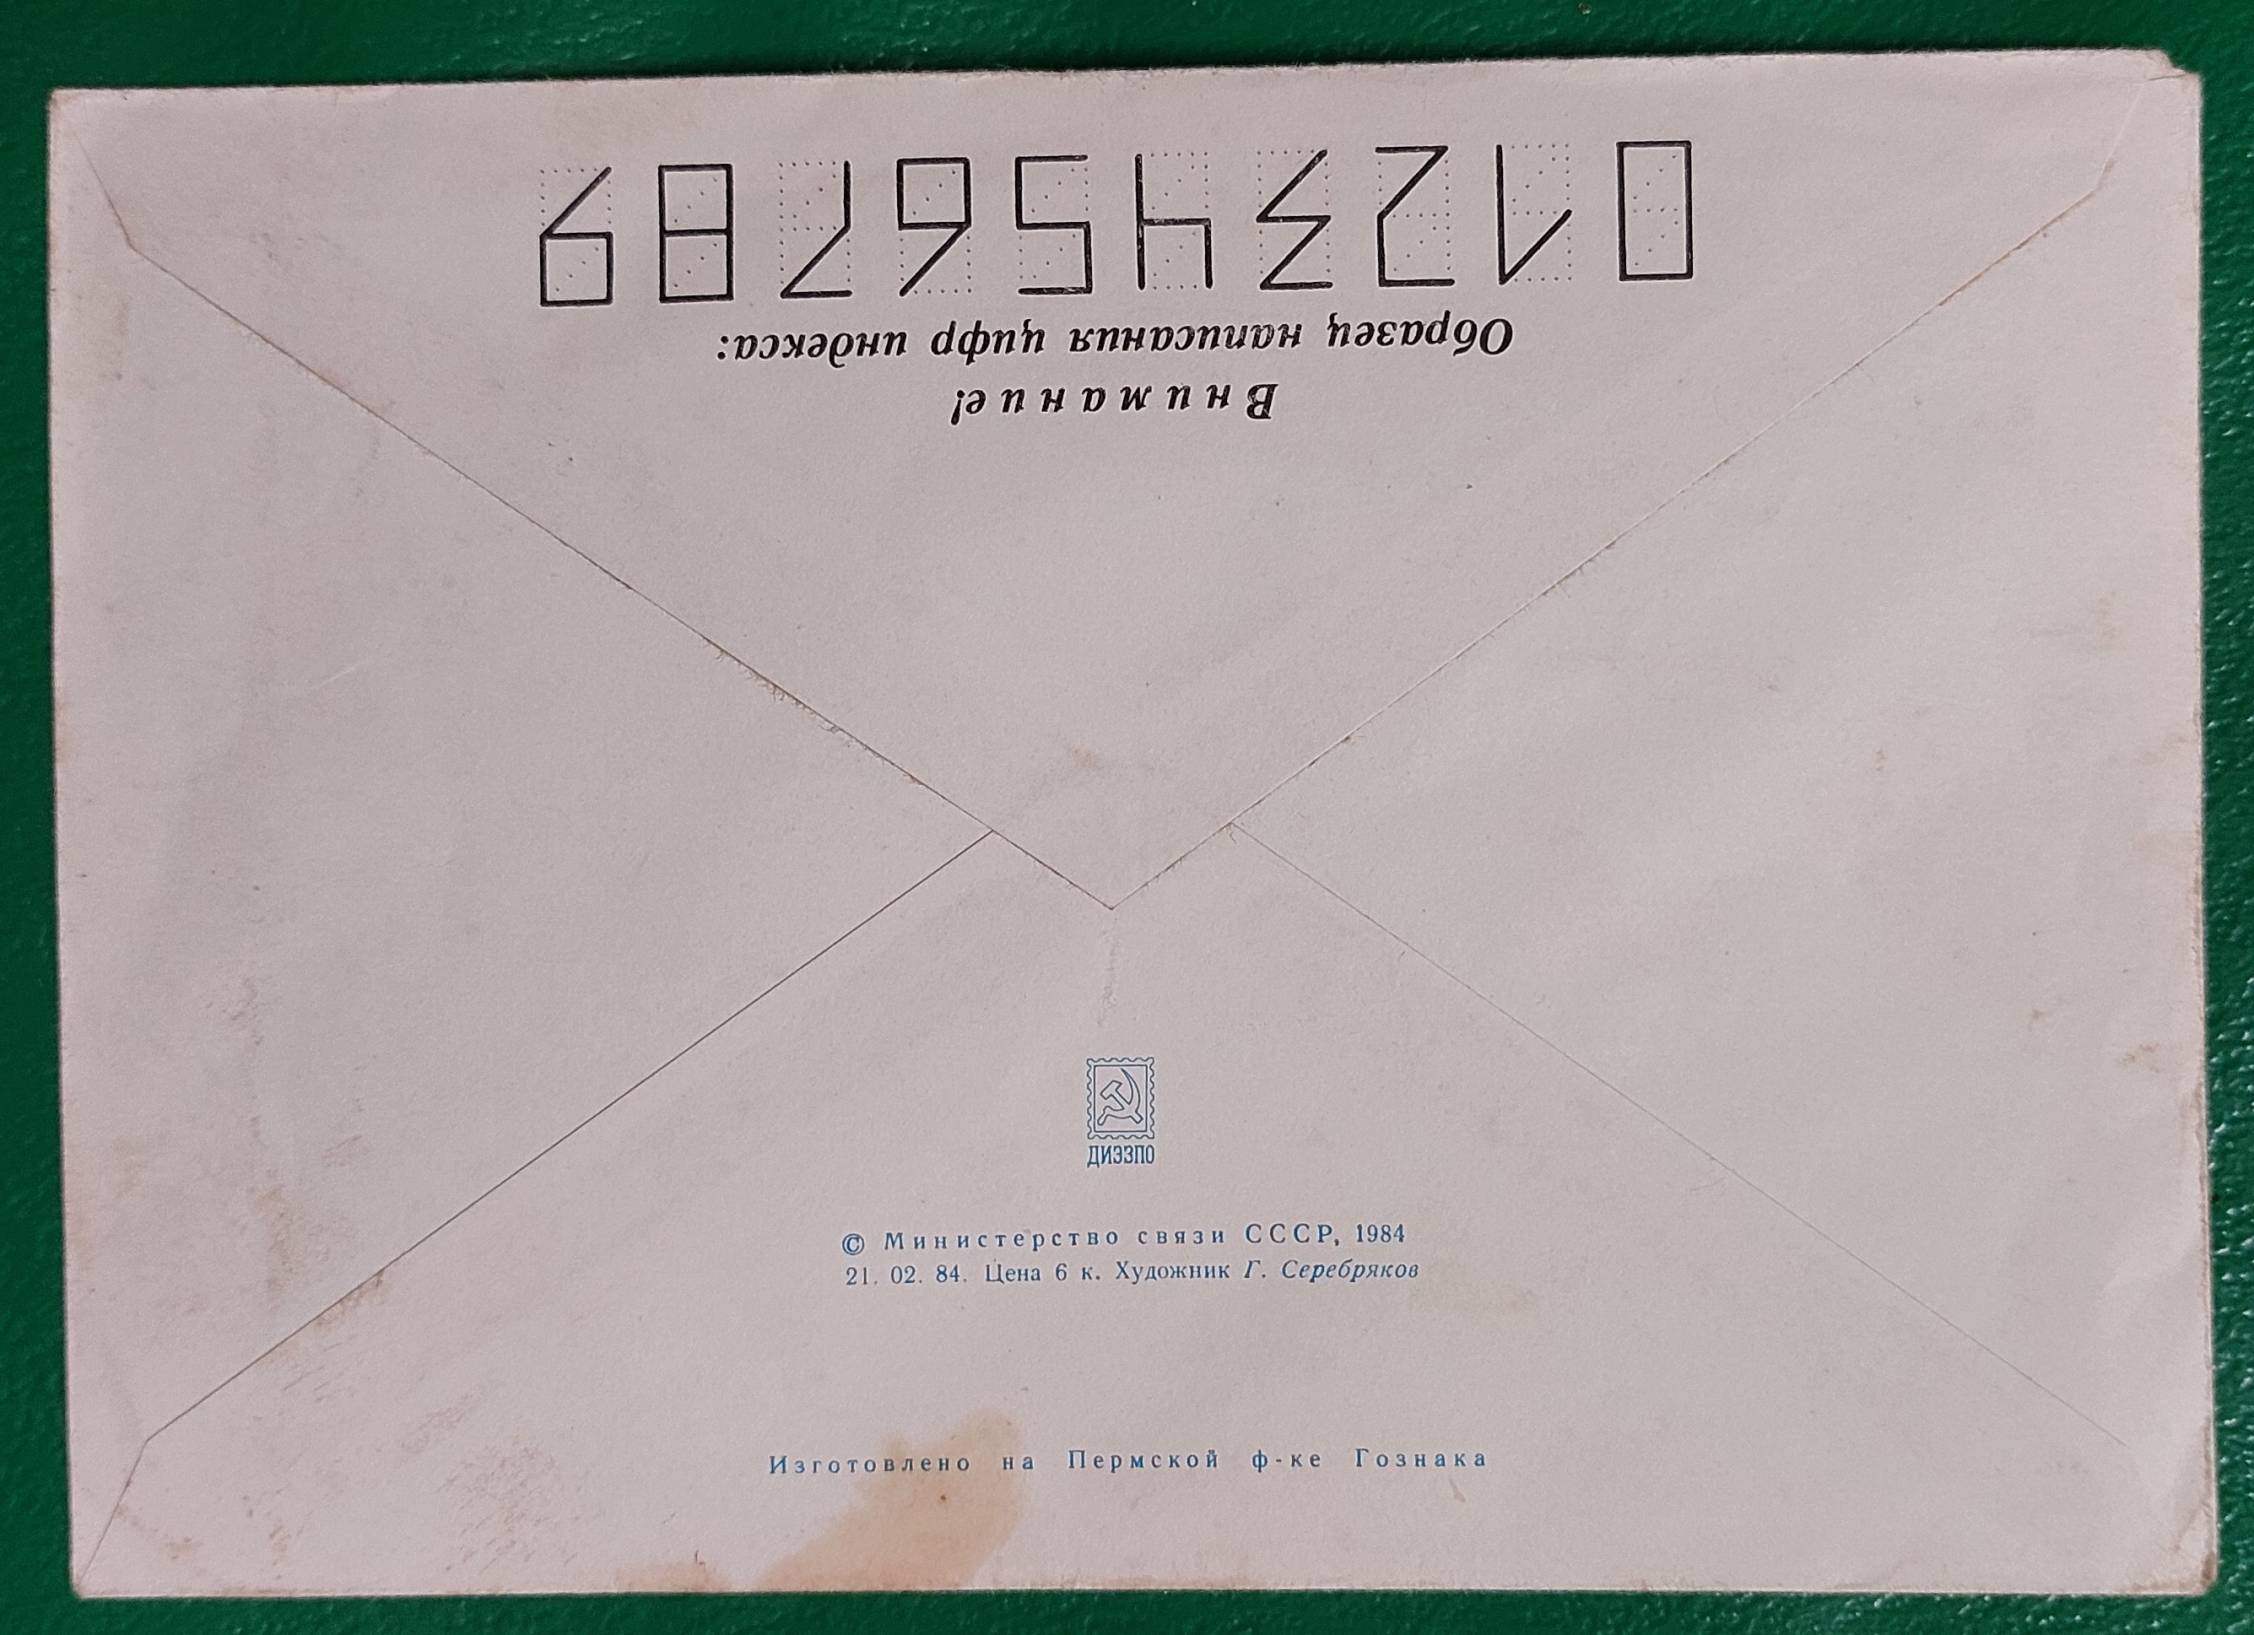 Внимание!
Образец написания цифр индекса:
0123456789
ДИЭЗПО
© Министерство связи СССР, 1984
21. 02. 84. Цена 6 к. Художник Г. Серебряков
Изготовлено на Пермской ф-ке Гознака